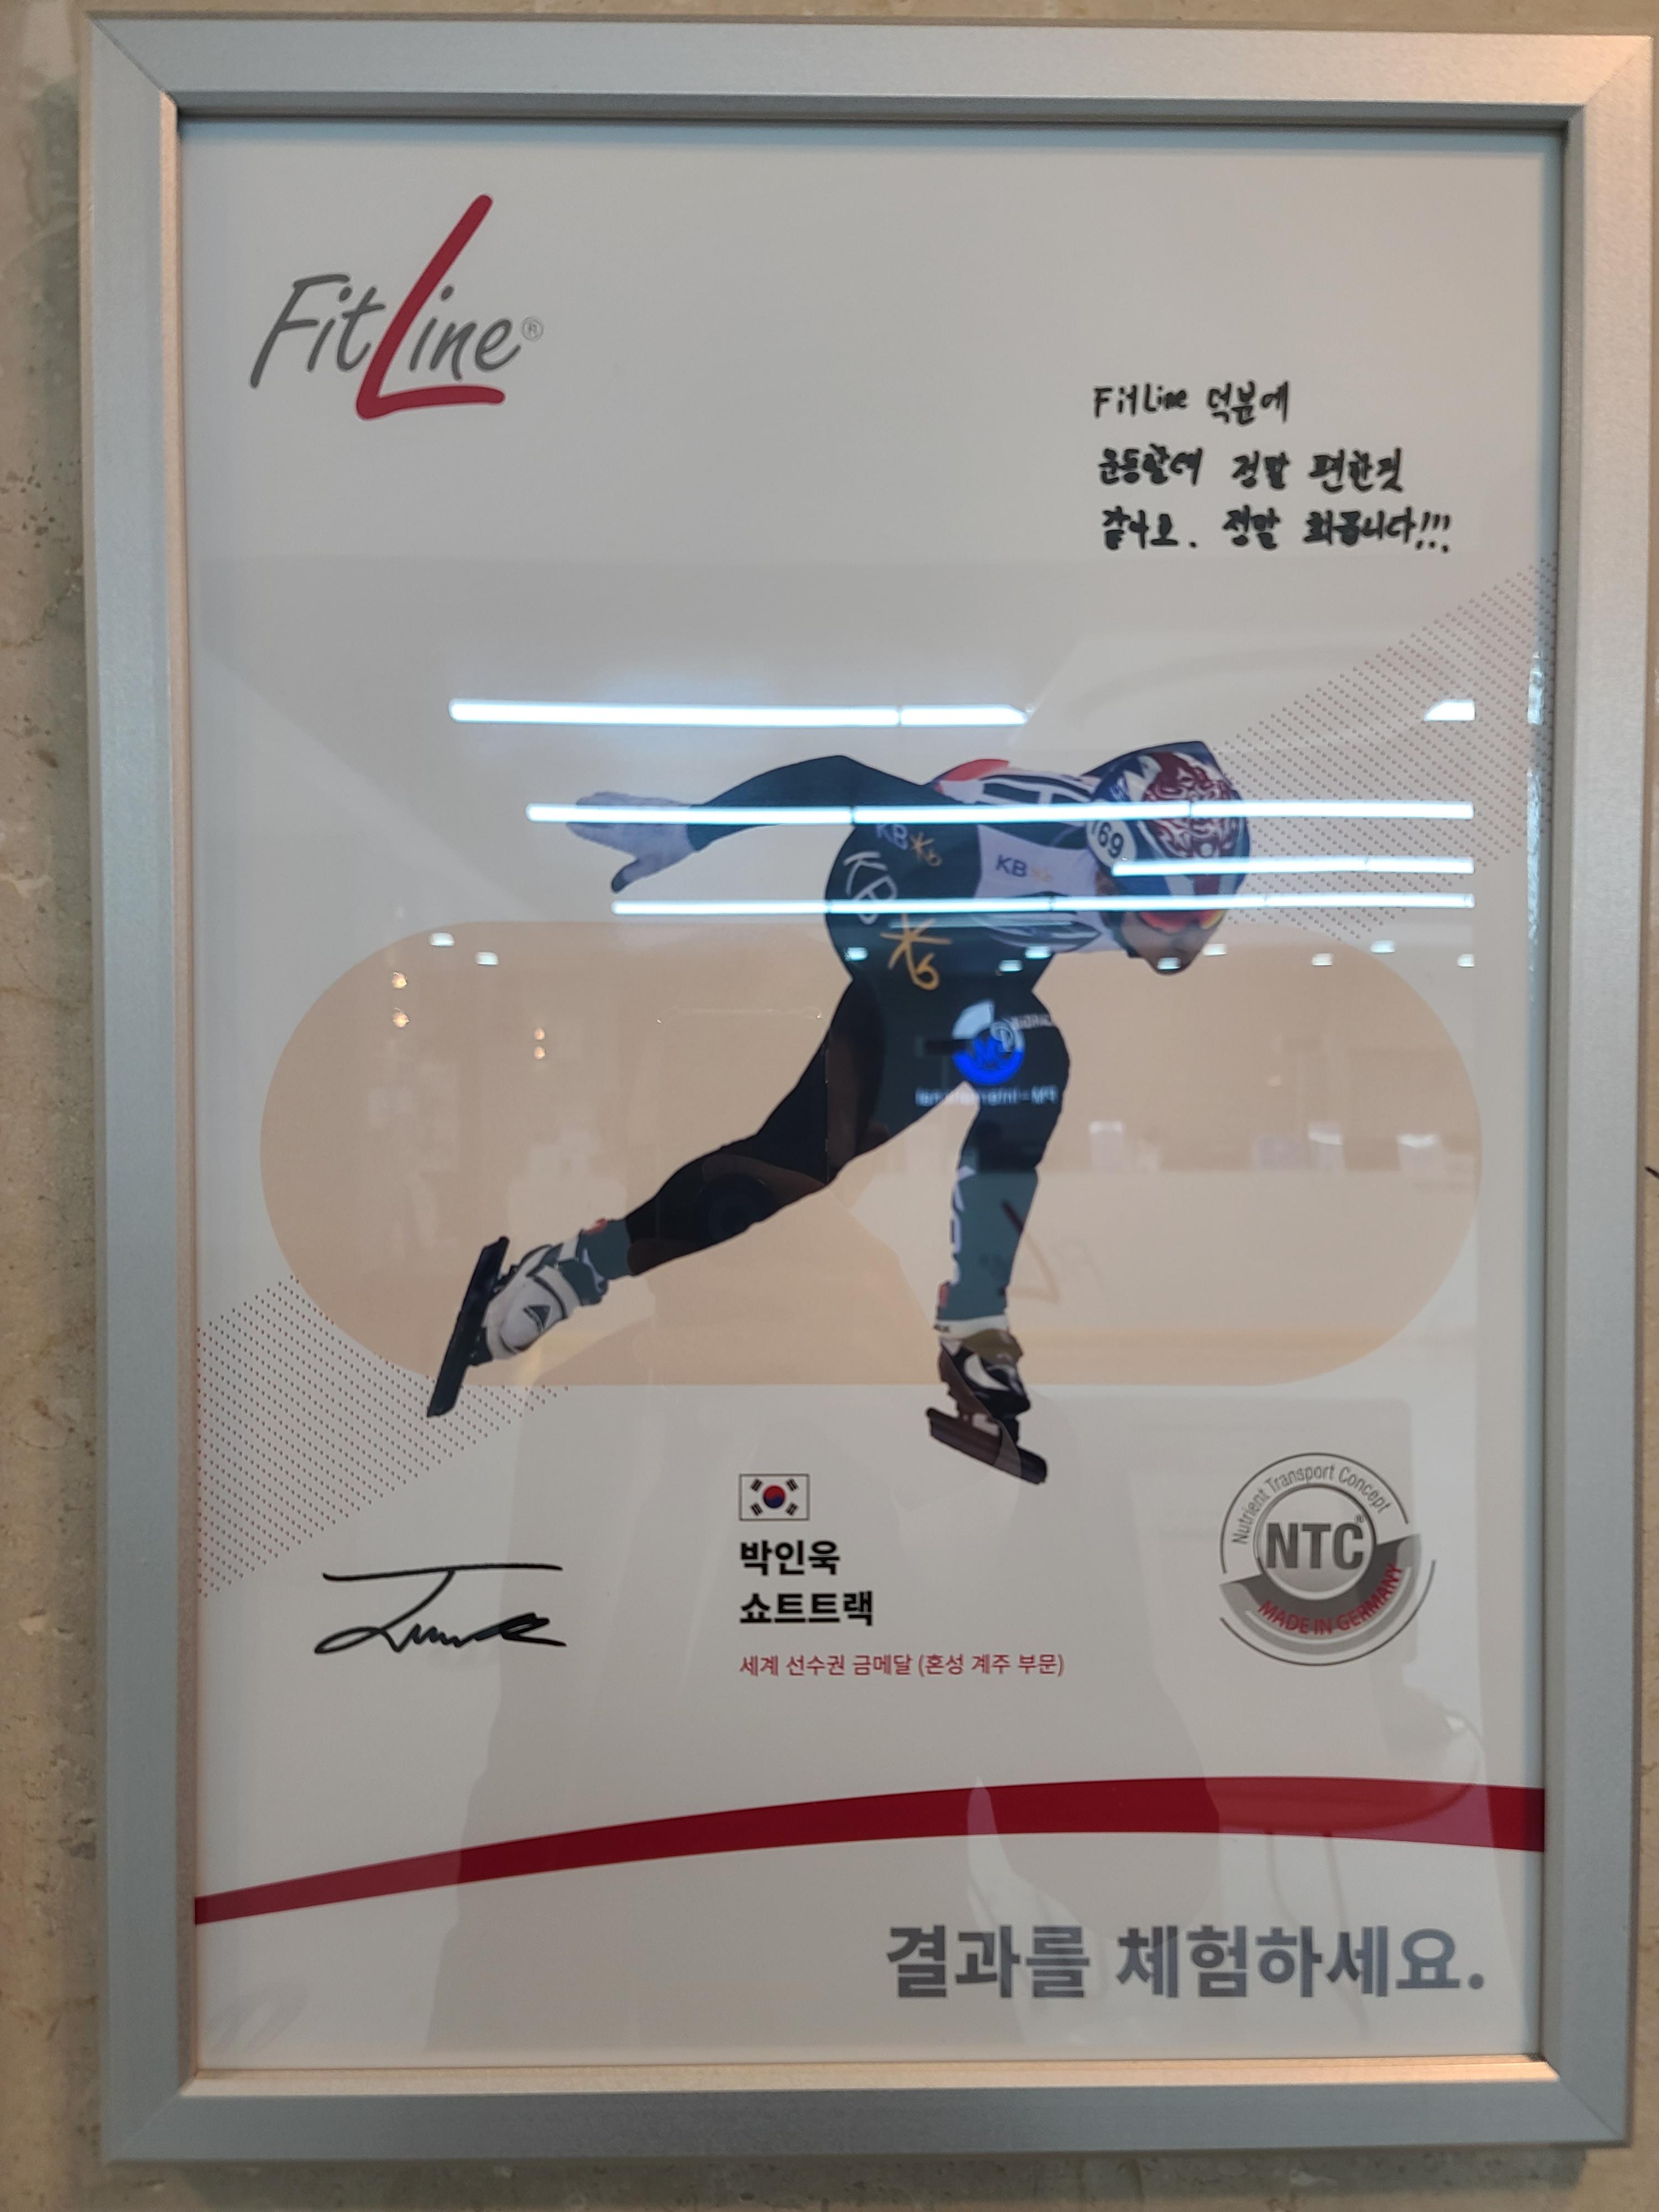 FitLine®
FitLine 덕분에
운동할때 정말 편한것
같아요. 정말 최곱니다!!!
169
KB
KB
KB
박인욱
쇼트트랙
세계 선수권 금메달 (혼성 계주 부문)
Nutrient Transport Concept
NTC®
MADE IN GERMANY
결과를 체험하세요.